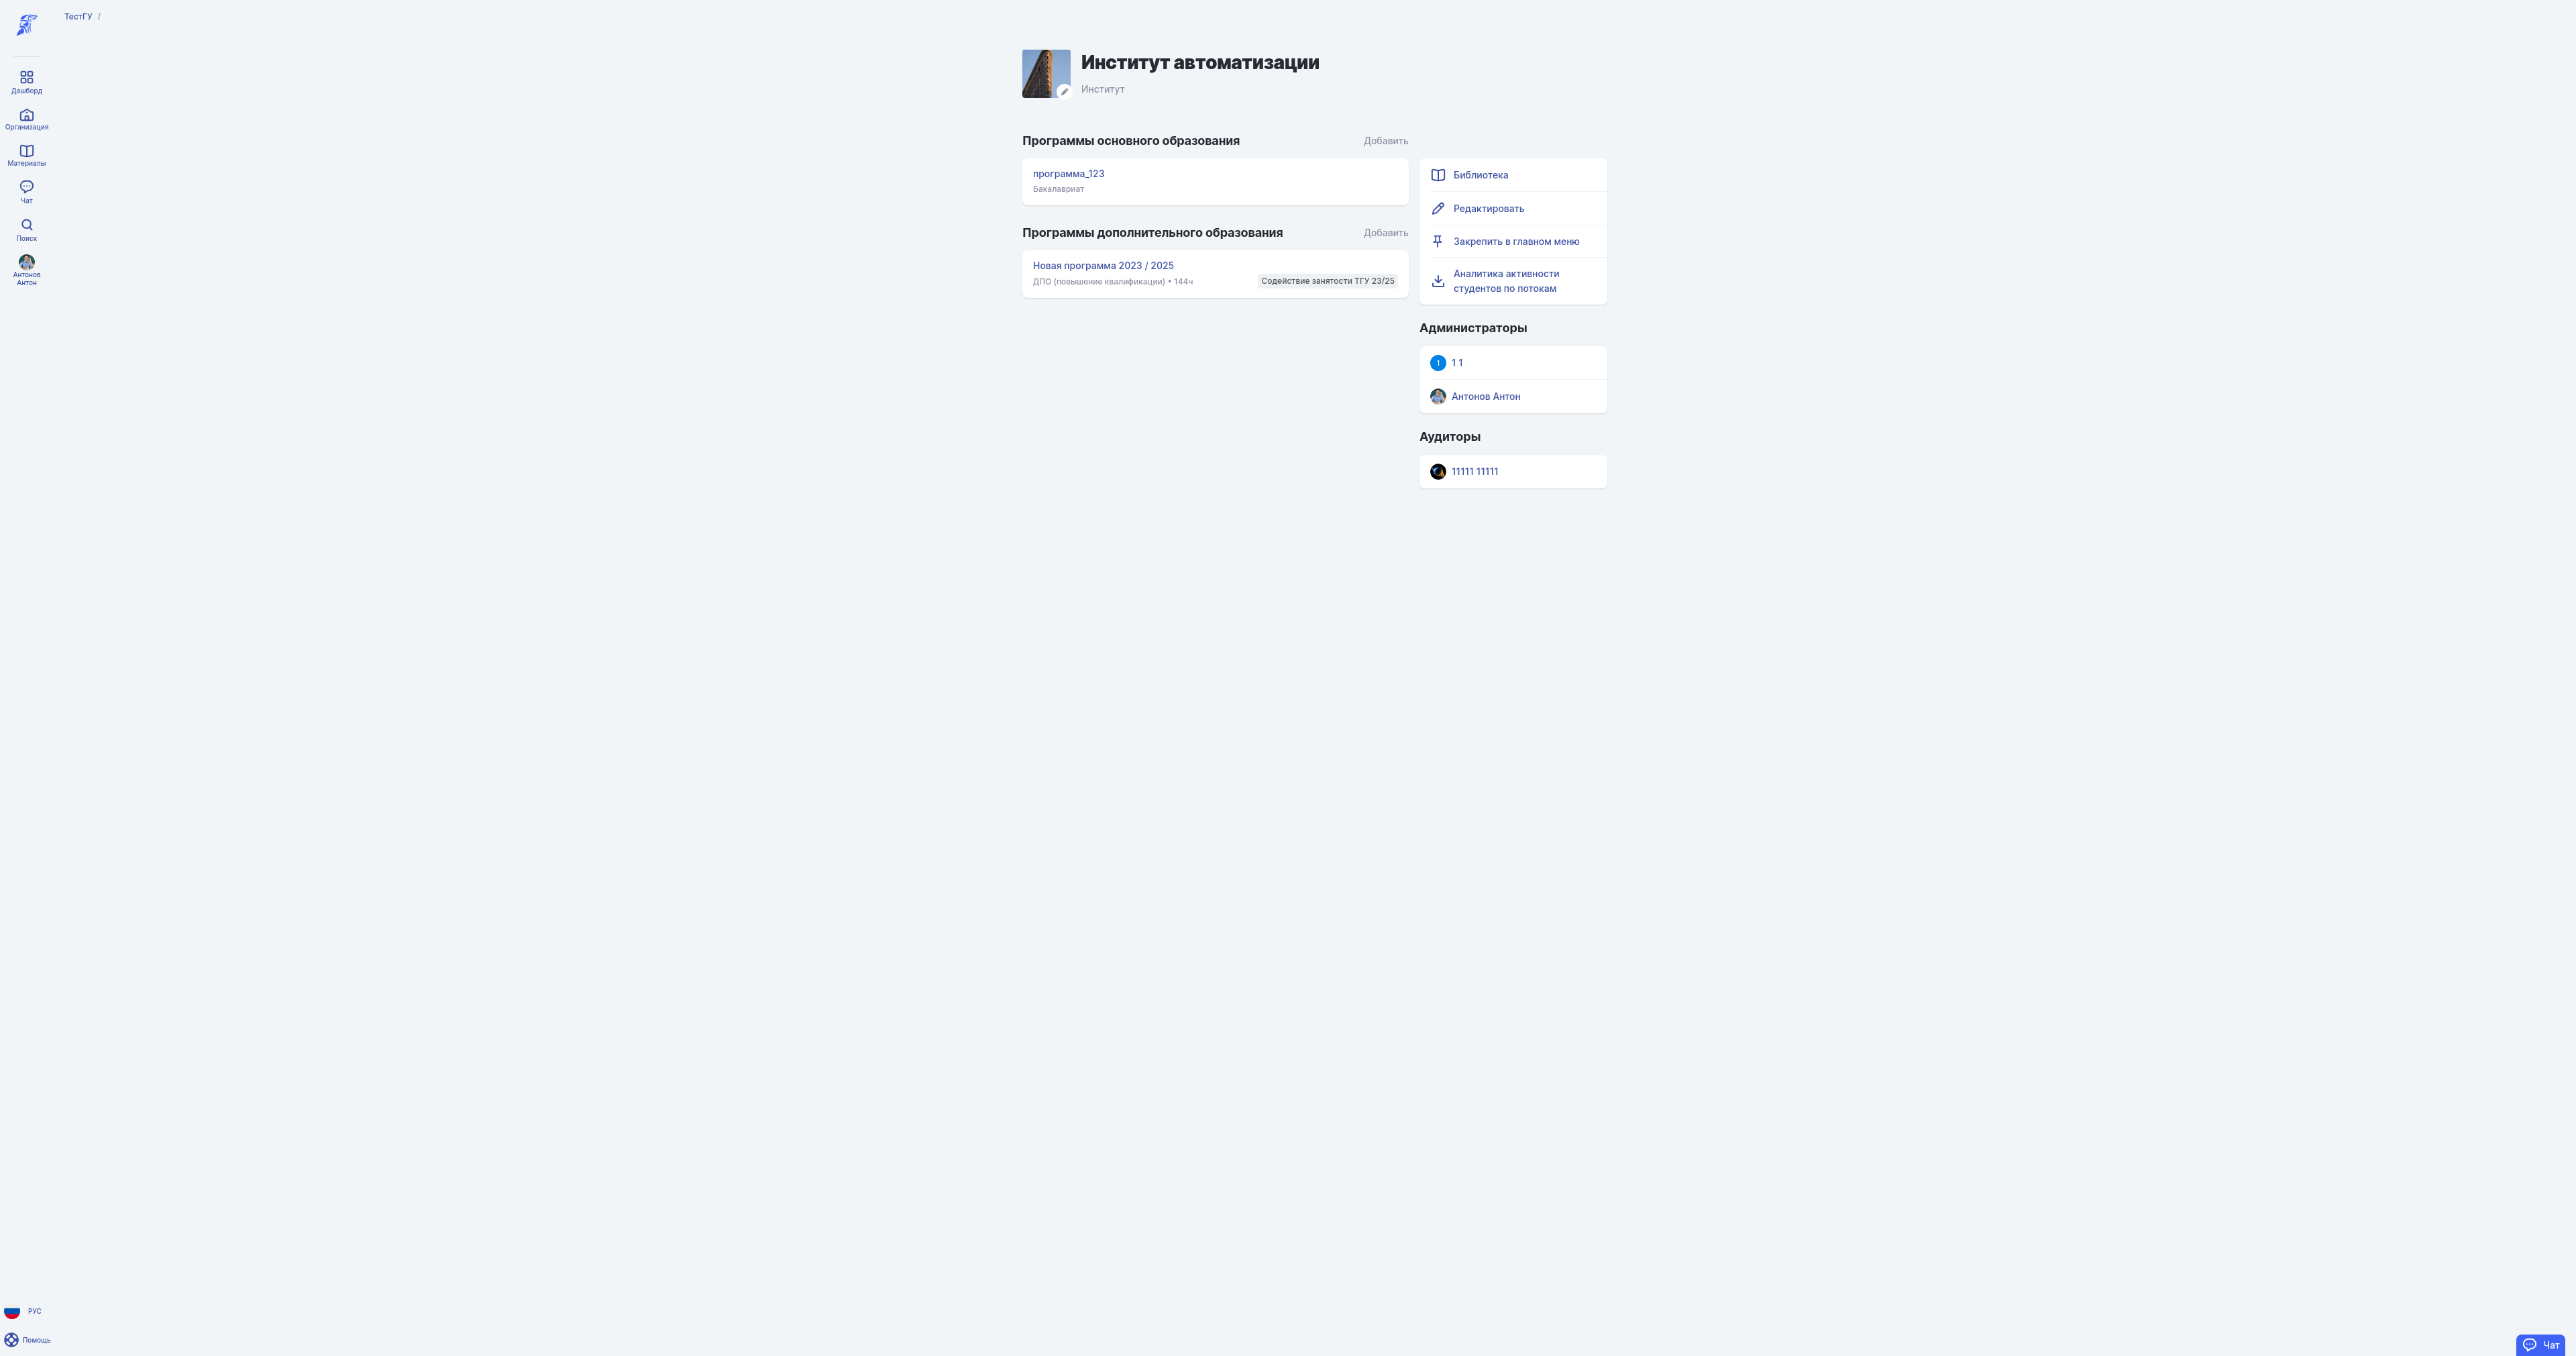 ТестГУ /
Дашборд
Организация
Материалы
Чат
Поиск
Антонов
Антон
Институт автоматизации
Институт
Программы основного образования
Добавить
программа_123
Бакалавриат
Программы дополнительного образования
Добавить
Новая программа 2023 / 2025
ДПО (повышение квалификации) • 144ч
Содействие занятости ТГУ 23/25
Библиотека
Редактировать
Закрепить в главном меню
Аналитика активности
студентов по потокам
Администраторы
1
1 1
Антонов Антон
Аудиторы
11111 11111
РУС
Помощь
Чат